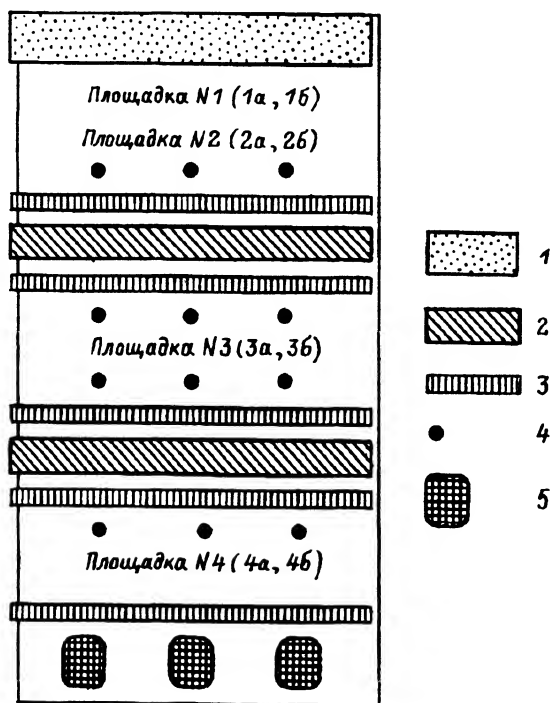 Площадка N1 (1а, 1б)
Площадка N2 (2а, 2б)
Площадка N3 (3а, 3б)
Площадка N4 (4а, 4б)
1
2
3
4
5